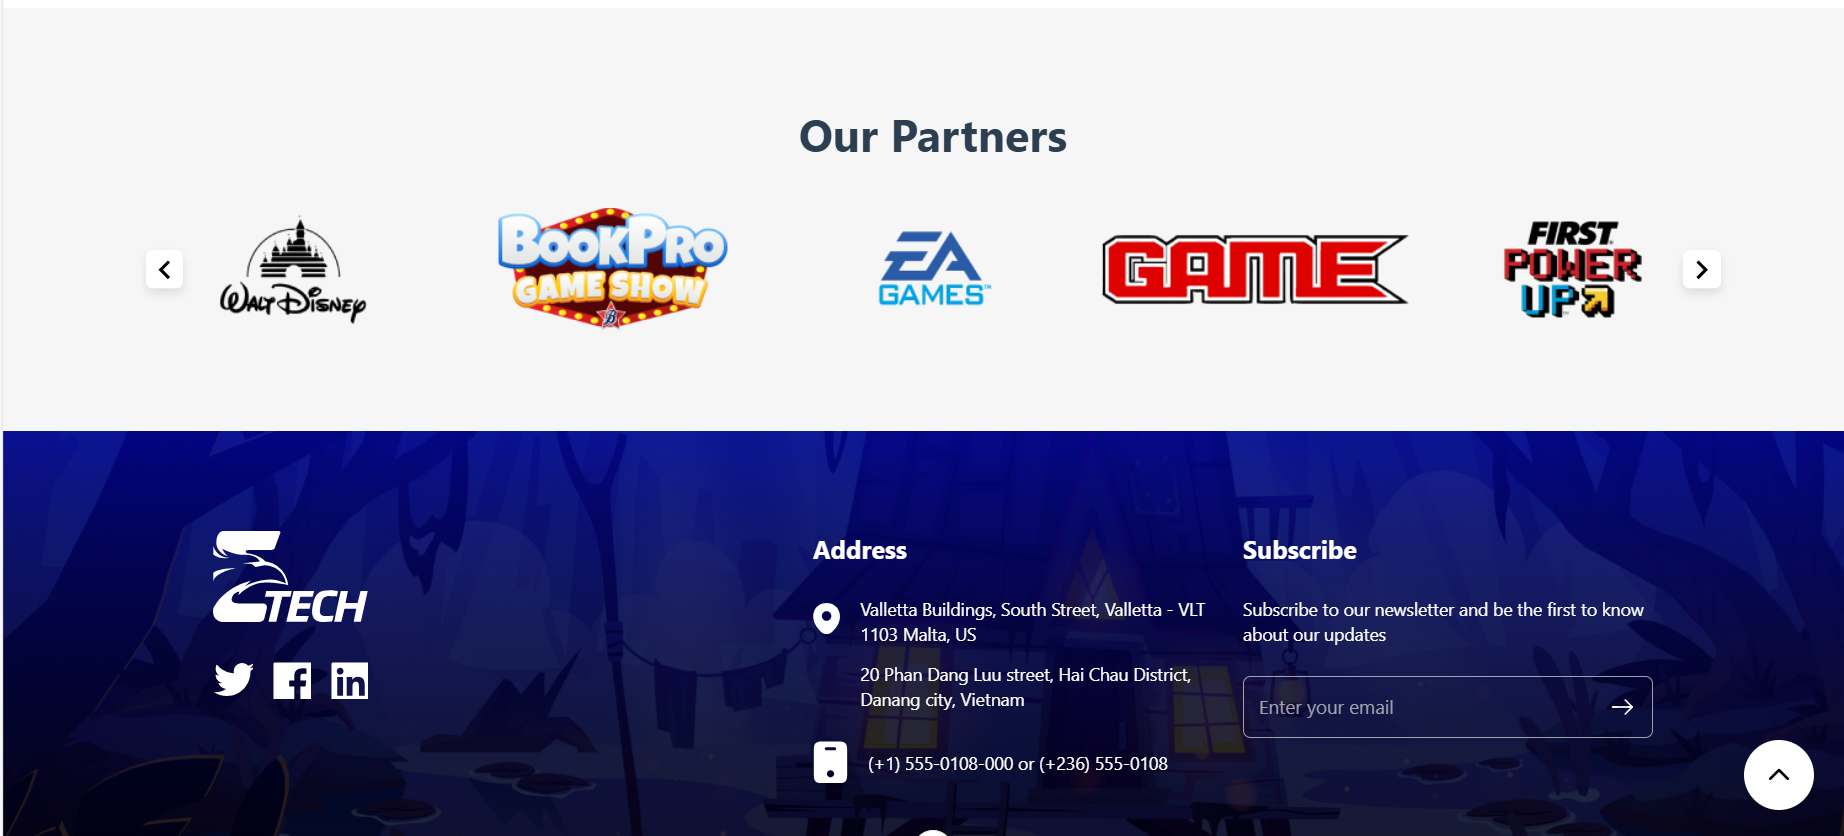 Our Partners
WALT DISNEY
BOOKPRO
GAME SHOW
B
EA
GAMES™
GAME
FIRST
POWER
UP
TECH
Address
Valletta Buildings, South Street, Valletta - VLT
1103 Malta, US
20 Phan Dang Luu street, Hai Chau District,
Danang city, Vietnam
(+1) 555-0108-000 or (+236) 555-0108
Subscribe
Subscribe to our newsletter and be the first to know
about our updates
Enter your email